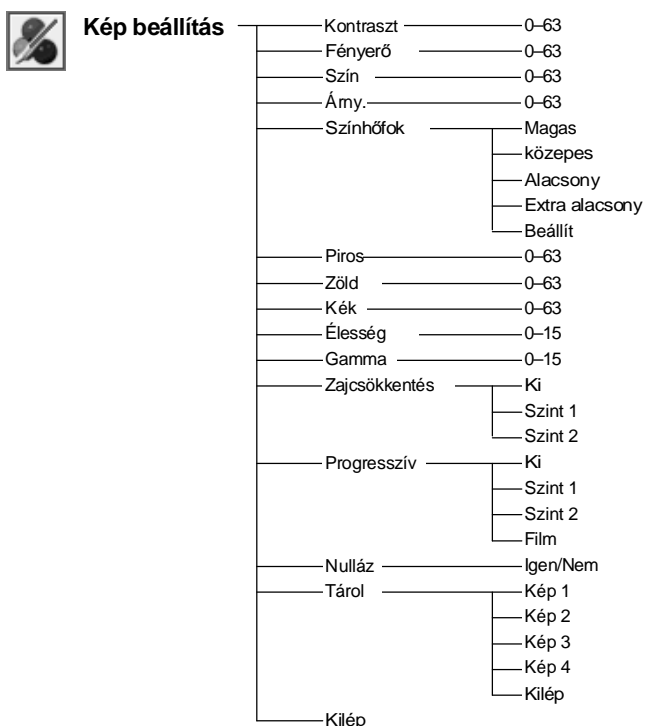 Kép beállítás
Kontraszt 0–63
Fényerő 0–63
Szín 0–63
Árny. 0–63
Színhőfok Magas
közepes
Alacsony
Extra alacsony
Beállít
Piros 0–63
Zöld 0–63
Kék 0–63
Élesség 0–15
Gamma 0–15
Zajcsökkentés Ki
Szint 1
Szint 2
Progresszív Ki
Szint 1
Szint 2
Film
Nulláz Igen/Nem
Tárol Kép 1
Kép 2
Kép 3
Kép 4
Kilép
Kilép